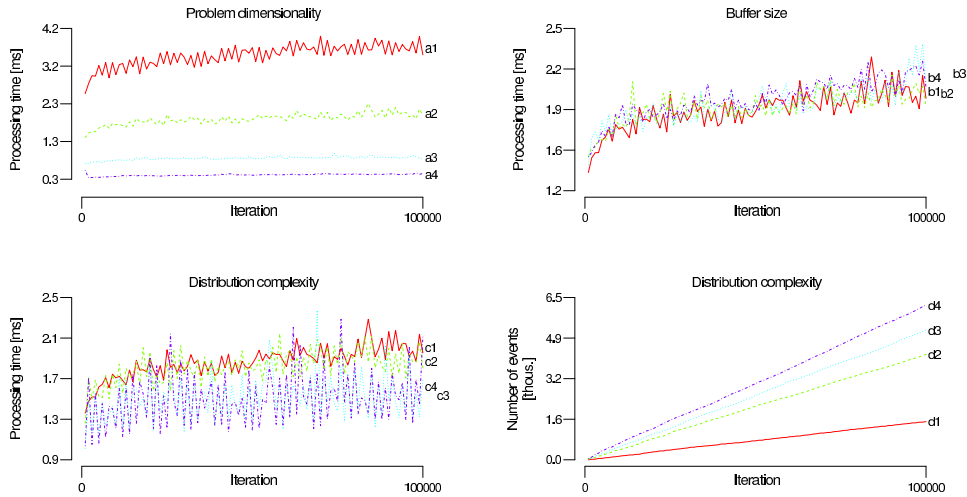 Problem dimensionality
Processing time [ms]
4.2
3.2
2.3
1.3
0.3
a1
a2
a3
a4
Iteration
0
100000
Buffer size
Processing time [ms]
2.5
2.2
1.9
1.6
1.2
b4 b3
b1 b2
Iteration
0
100000
Distribution complexity
Processing time [ms]
2.5
2.1
1.7
1.3
0.9
c1
c2
c4 c3
Iteration
0
100000
Distribution complexity
Number of events
[thous.]
6.5
4.9
3.2
1.6
0.0
d4
d3
d2
d1
Iteration
0
100000